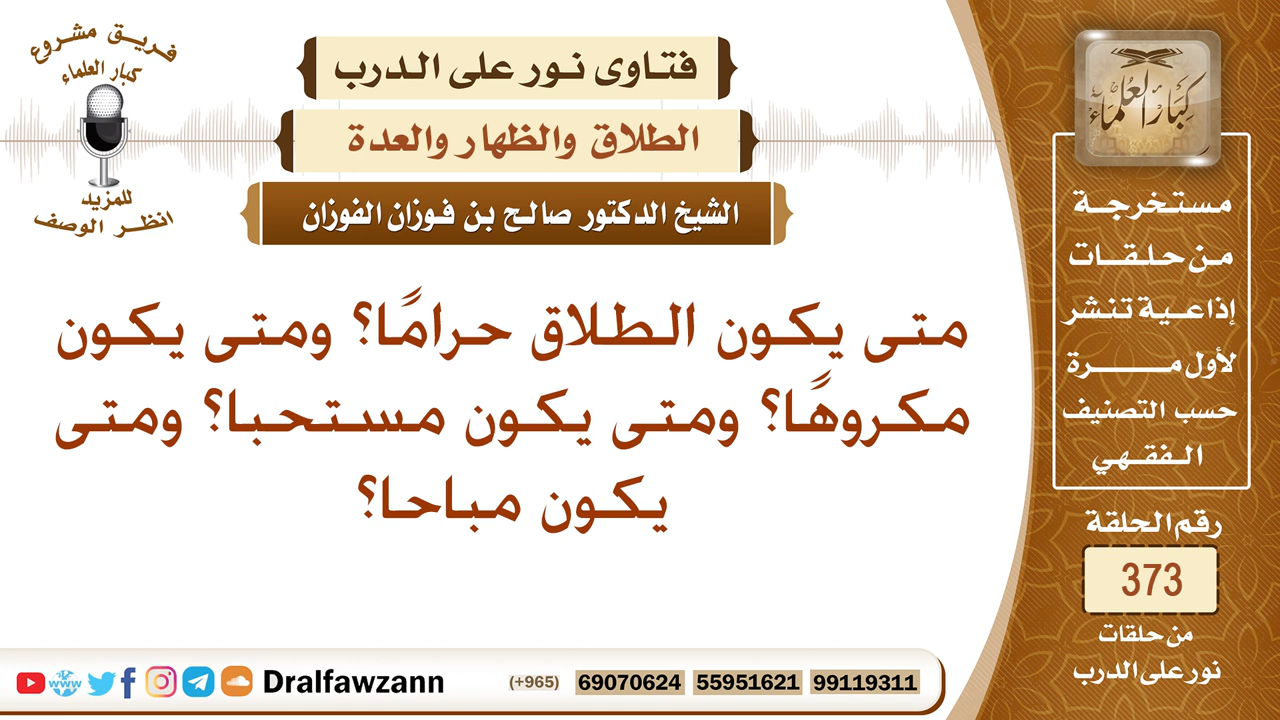 فريق مشروع
كبار العلماء
للمزيد
انظر الوصف
فتاوى نور على الدرب
الطلاق والظهار والعدة
الشيخ الدكتور صالح بن فوزان الفوزان
متى يكون الطلاق حرامًا؟ ومتى يكون
مكروهًا؟ ومتى يكون مستحبا؟ ومتى
يكون مباحا؟
كبار العلماء
مستخرجة
من حلقات
إذاعية تنشر
لأول مرة
حسب التصنيف
الفقهي
رقم الحلقة
373
من حلقات
نور على الدرب
www Dralfawzann (+965) 69070624 55951621 99119311